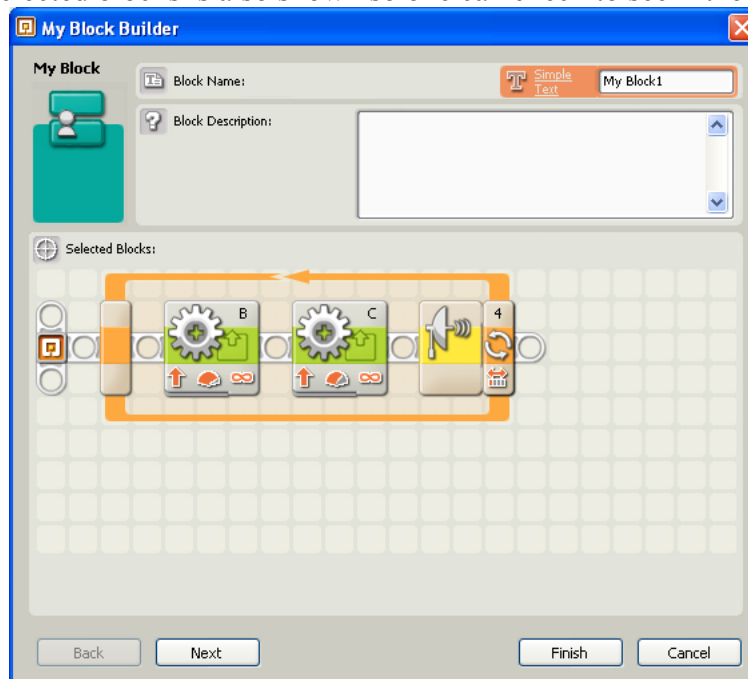 My Block Builder
My Block
Block Name:
Simple
Text
My Block1
Block Description:
Selected Blocks:
B
C
4
Back
Next
Finish
Cancel